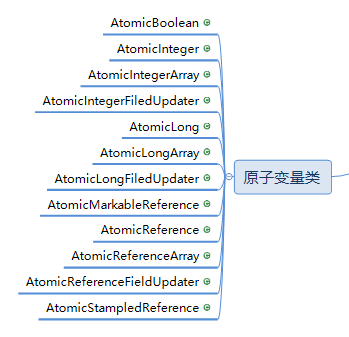 AtomicBoolean
AtomicInteger
AtomicIntegerArray
AtomicIntegerFiledUpdater
AtomicLong
AtomicLongArray
AtomicLongFiledUpdater
AtomicMarkableReference
AtomicReference
AtomicReferenceArray
AtomicReferenceFieldUpdater
AtomicStampledReference
原子变量类